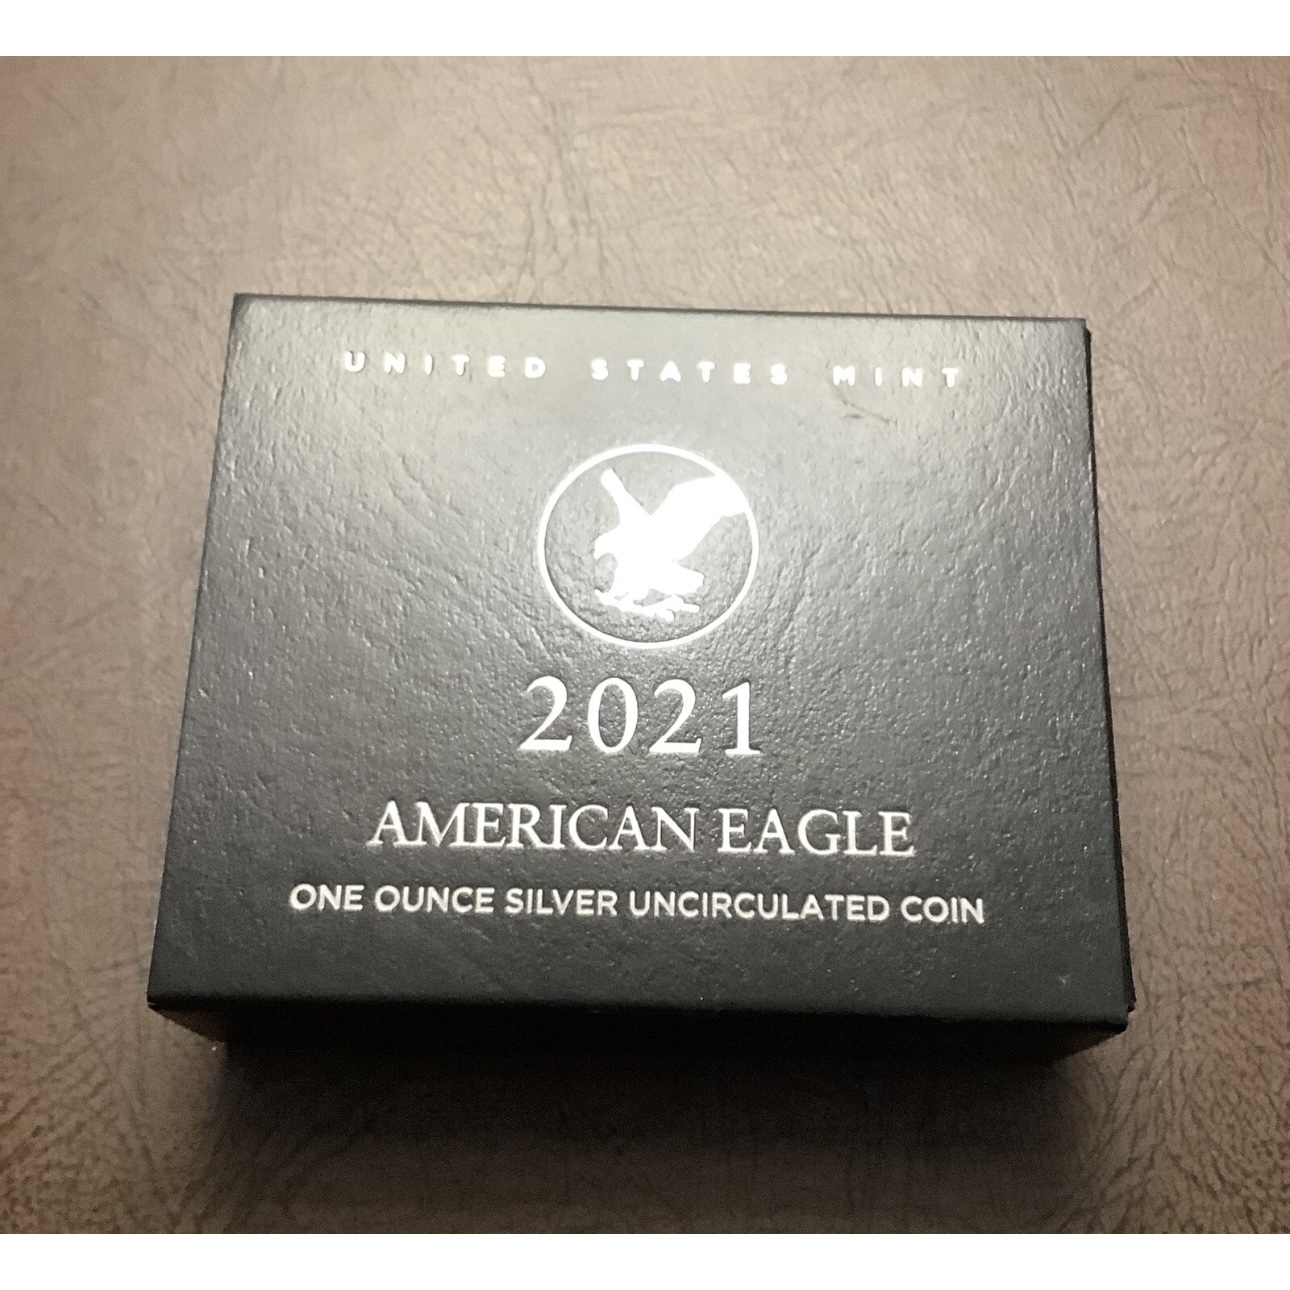 UNITED STATES MINT
2021
AMERICAN EAGLE
ONE OUNCE SILVER UNCIRCULATED COIN